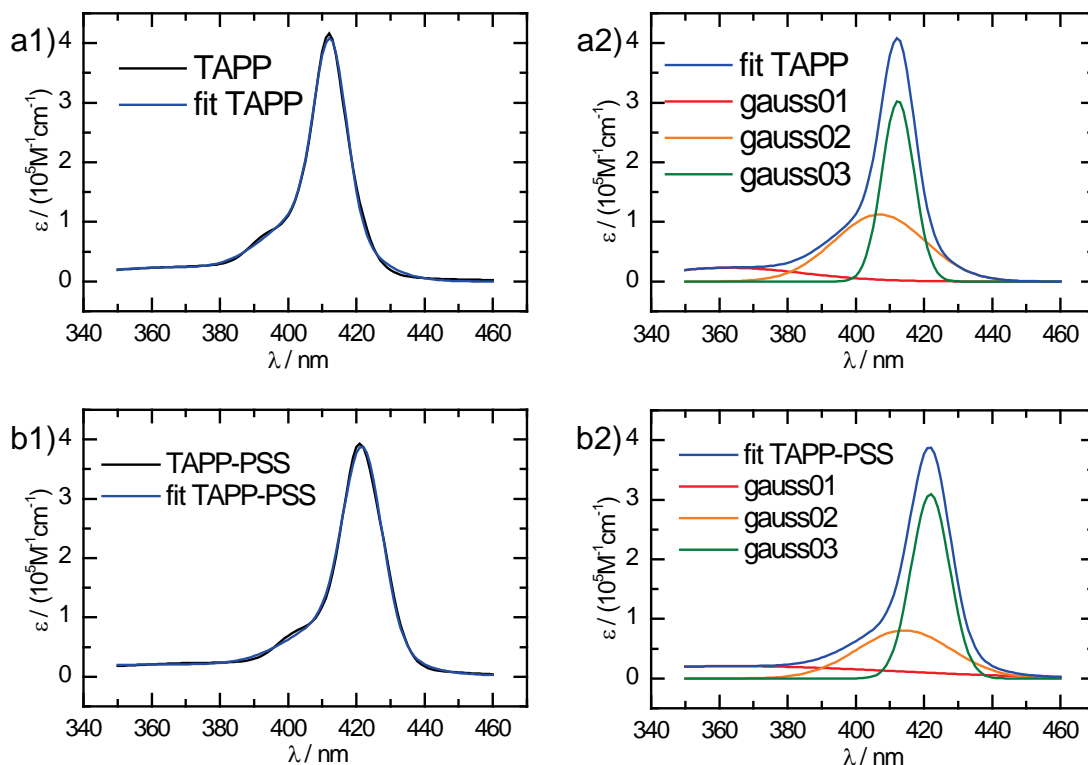 a1)
4
3
2
1
0
ε / (10⁵M⁻¹cm⁻¹)
TAPP
fit TAPP
340 360 380 400 420 440 460
λ / nm
a2)
4
3
2
1
0
ε / (10⁵M⁻¹cm⁻¹)
fit TAPP
gauss01
gauss02
gauss03
340 360 380 400 420 440 460
λ / nm
b1)
4
3
2
1
0
ε / (10⁵M⁻¹cm⁻¹)
TAPP-PSS
fit TAPP-PSS
340 360 380 400 420 440 460
λ / nm
b2)
4
3
2
1
0
ε / (10⁵M⁻¹cm⁻¹)
fit TAPP-PSS
gauss01
gauss02
gauss03
340 360 380 400 420 440 460
λ / nm